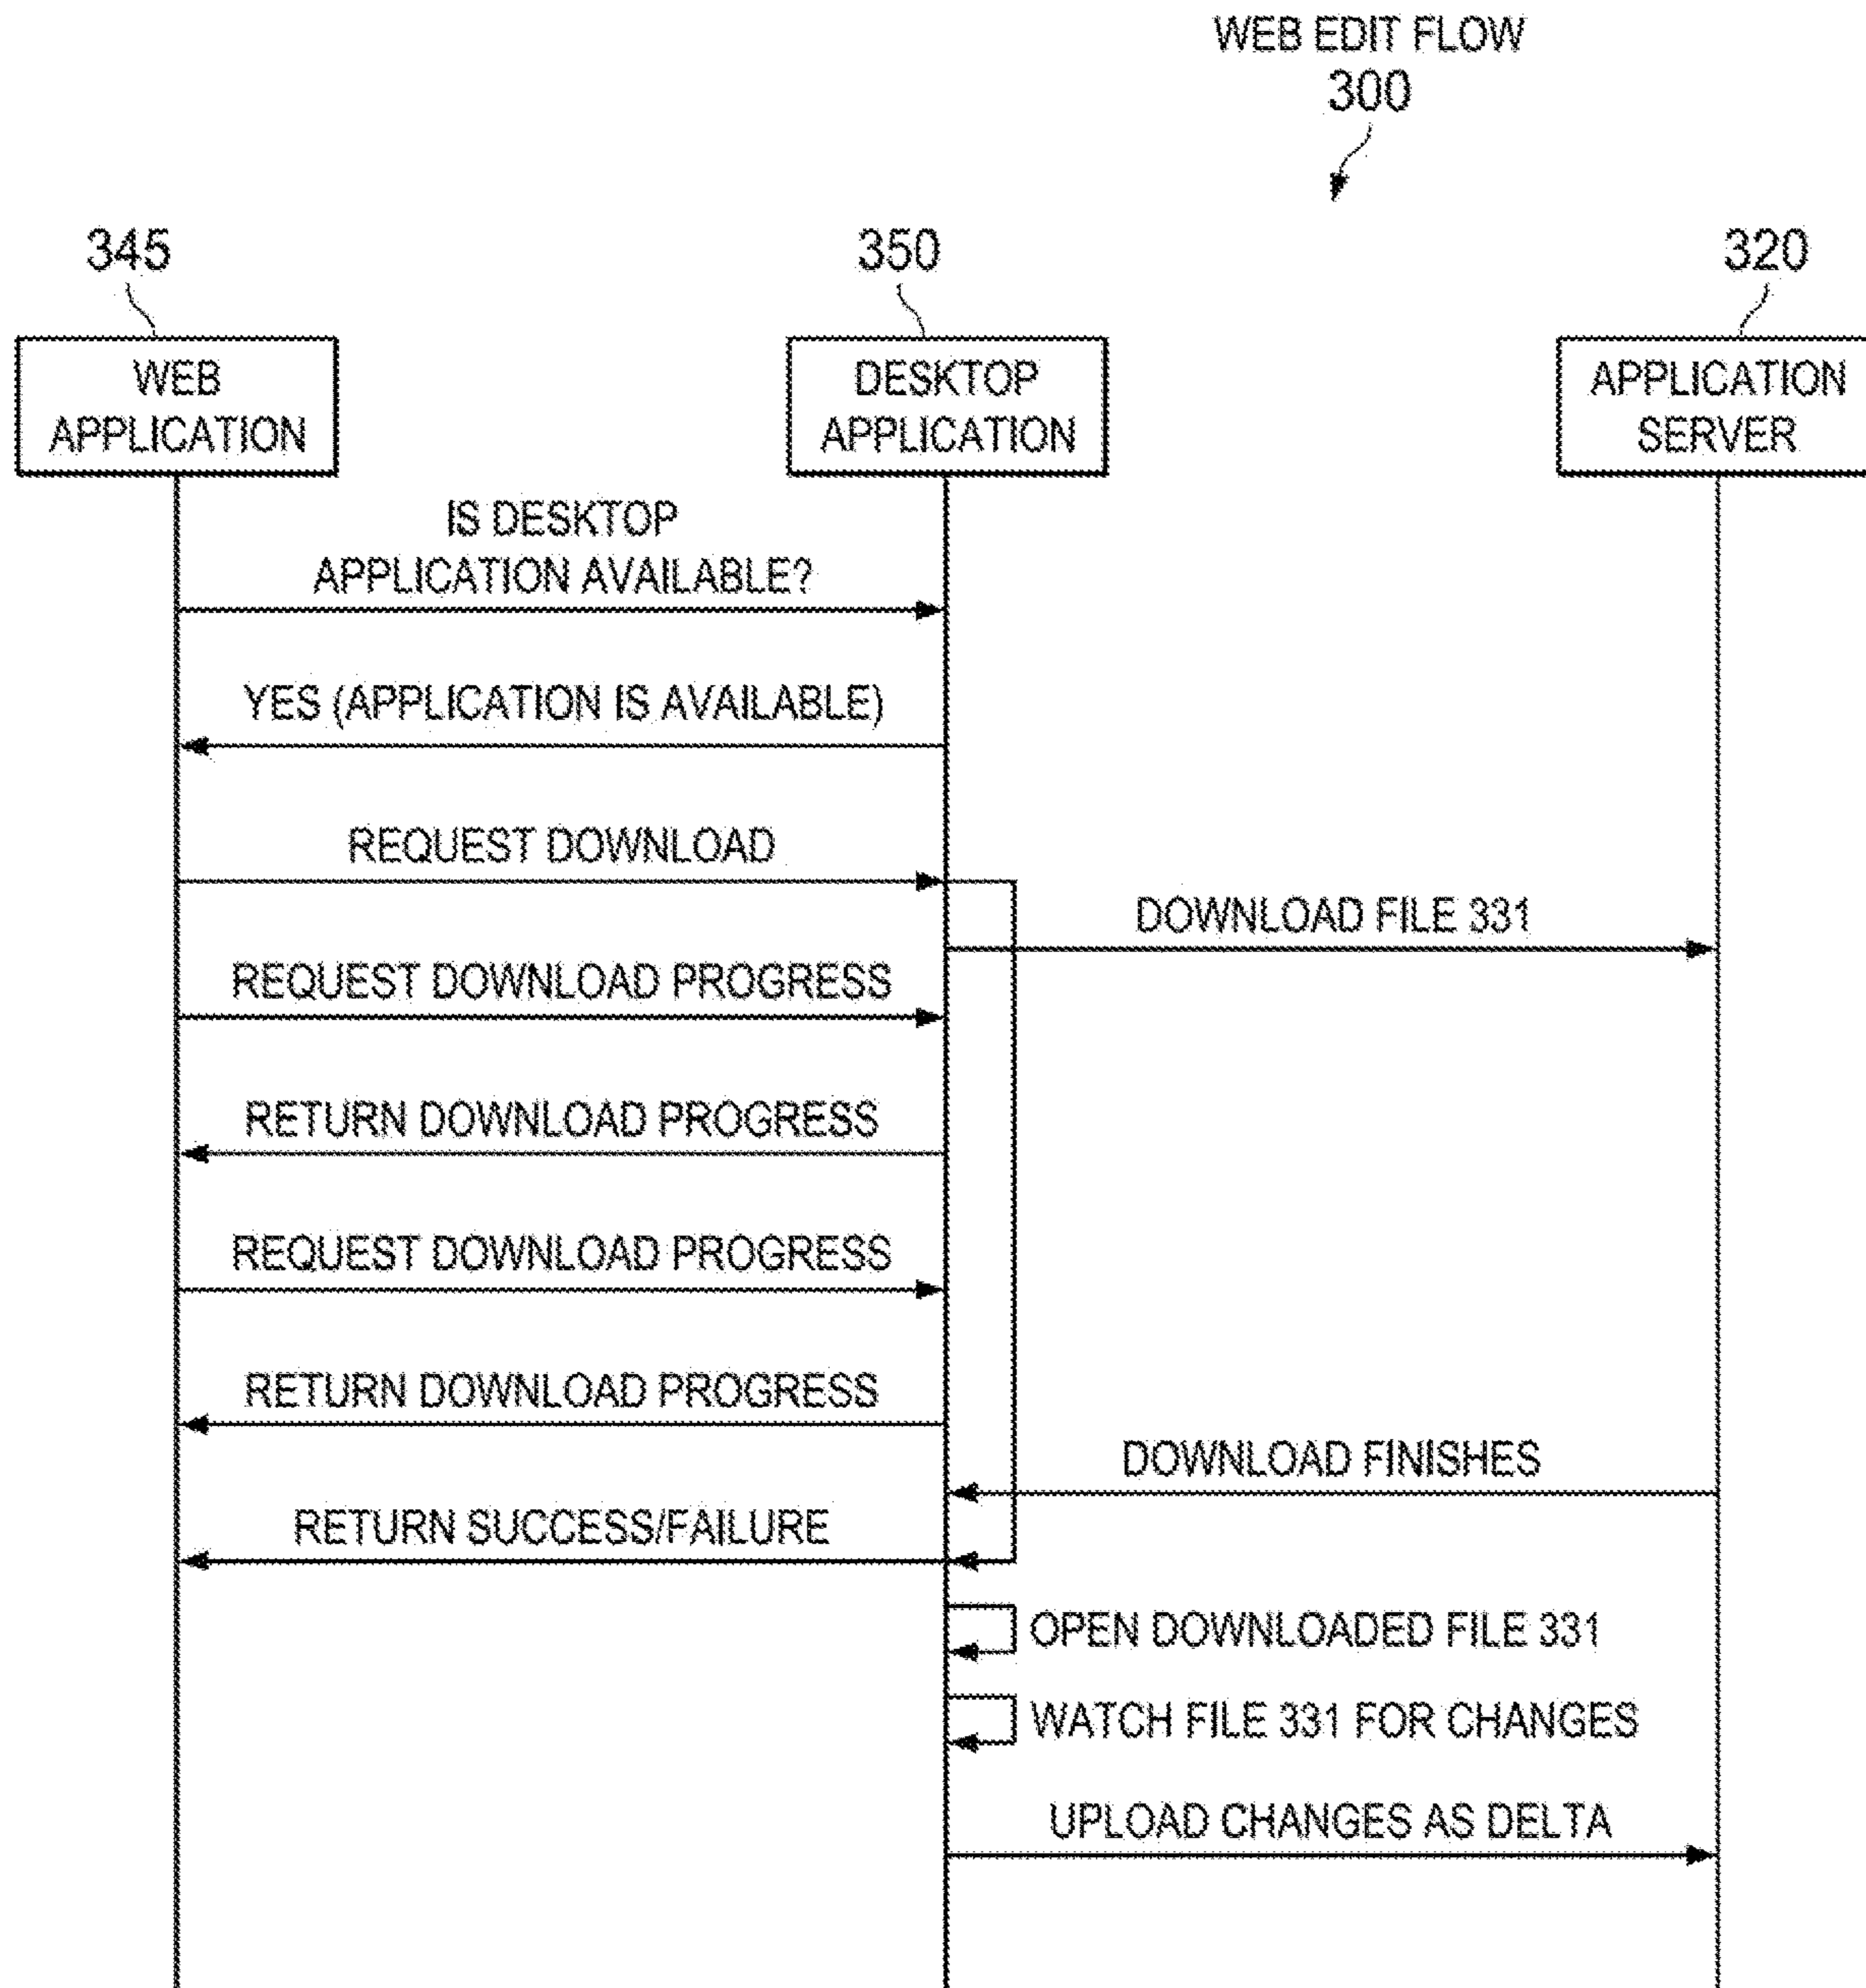 WEB EDIT FLOW
300
345
350
320
WEB
APPLICATION
DESKTOP
APPLICATION
APPLICATION
SERVER
IS DESKTOP
APPLICATION AVAILABLE?
YES (APPLICATION IS AVAILABLE)
REQUEST DOWNLOAD
DOWNLOAD FILE 331
REQUEST DOWNLOAD PROGRESS
RETURN DOWNLOAD PROGRESS
REQUEST DOWNLOAD PROGRESS
RETURN DOWNLOAD PROGRESS
DOWNLOAD FINISHES
RETURN SUCCESS/FAILURE
OPEN DOWNLOADED FILE 331
WATCH FILE 331 FOR CHANGES
UPLOAD CHANGES AS DELTA